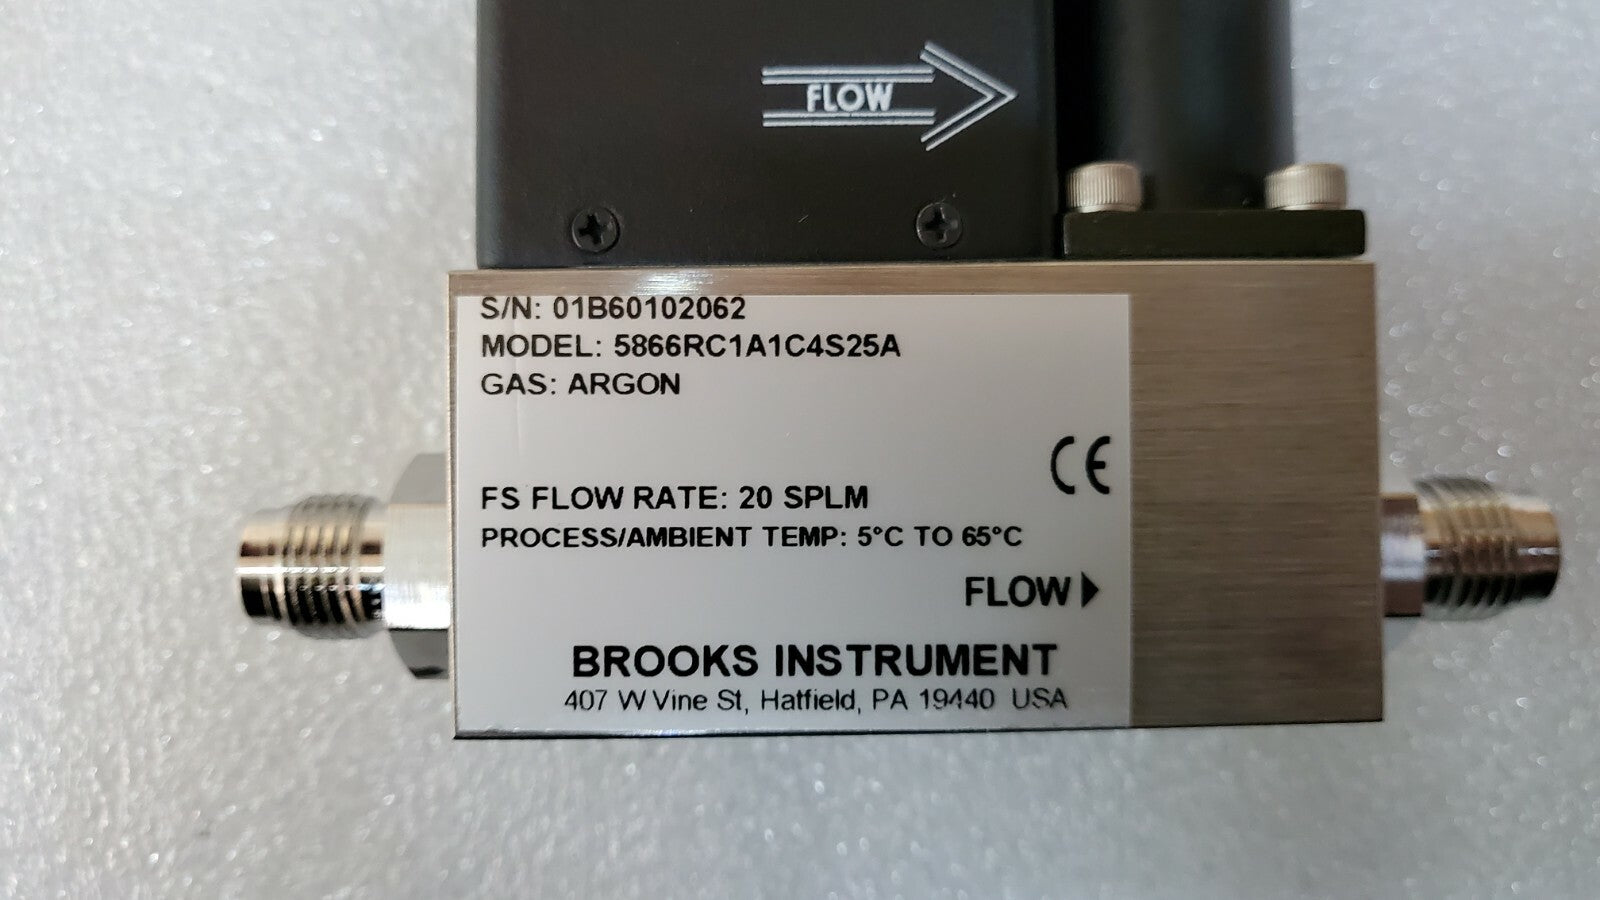 FLOW
S/N: 01B60102062
MODEL: 5866RC1A1C4S25A
GAS: ARGON
CE
FS FLOW RATE: 20 SPLM
PROCESS/AMBIENT TEMP: 5°C TO 65°C
FLOW
BROOKS INSTRUMENT
407 W Vine St, Hatfield, PA 19440 USA